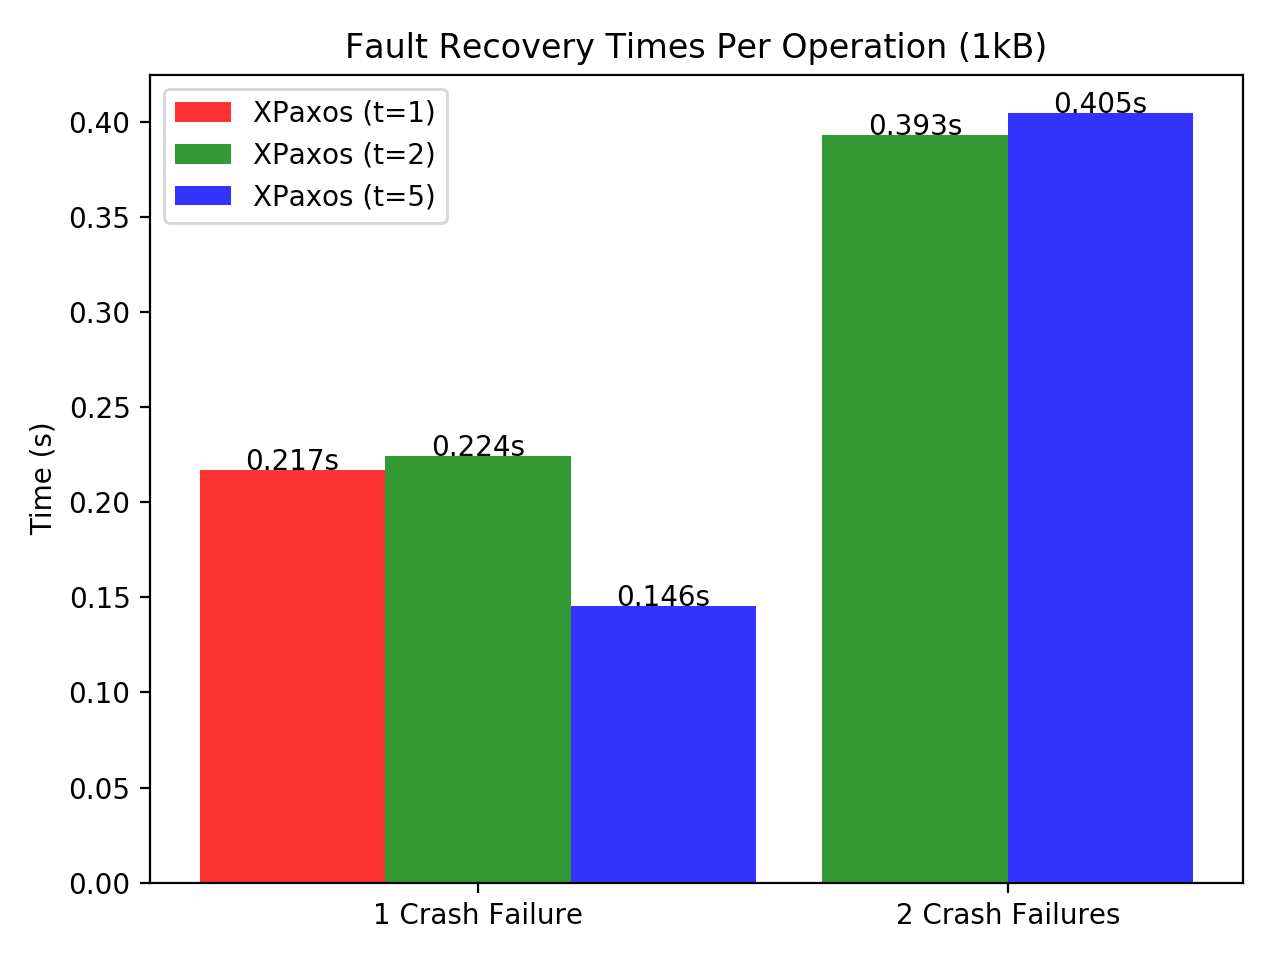 Fault Recovery Times Per Operation (1kB)
XPaxos (t=1)
XPaxos (t=2)
XPaxos (t=5)
Time (s)
0.40
0.35
0.30
0.25
0.20
0.15
0.10
0.05
0.00
0.217s
0.224s
0.146s
0.393s
0.405s
1 Crash Failure
2 Crash Failures